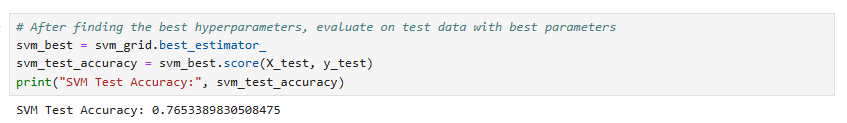 # After finding the best hyperparameters, evaluate on test data with best parameters
svm_best = svm_grid.best_estimator_
svm_test_accuracy = svm_best.score(X_test, y_test)
print("SVM Test Accuracy:", svm_test_accuracy)
SVM Test Accuracy: 0.7653389830508475